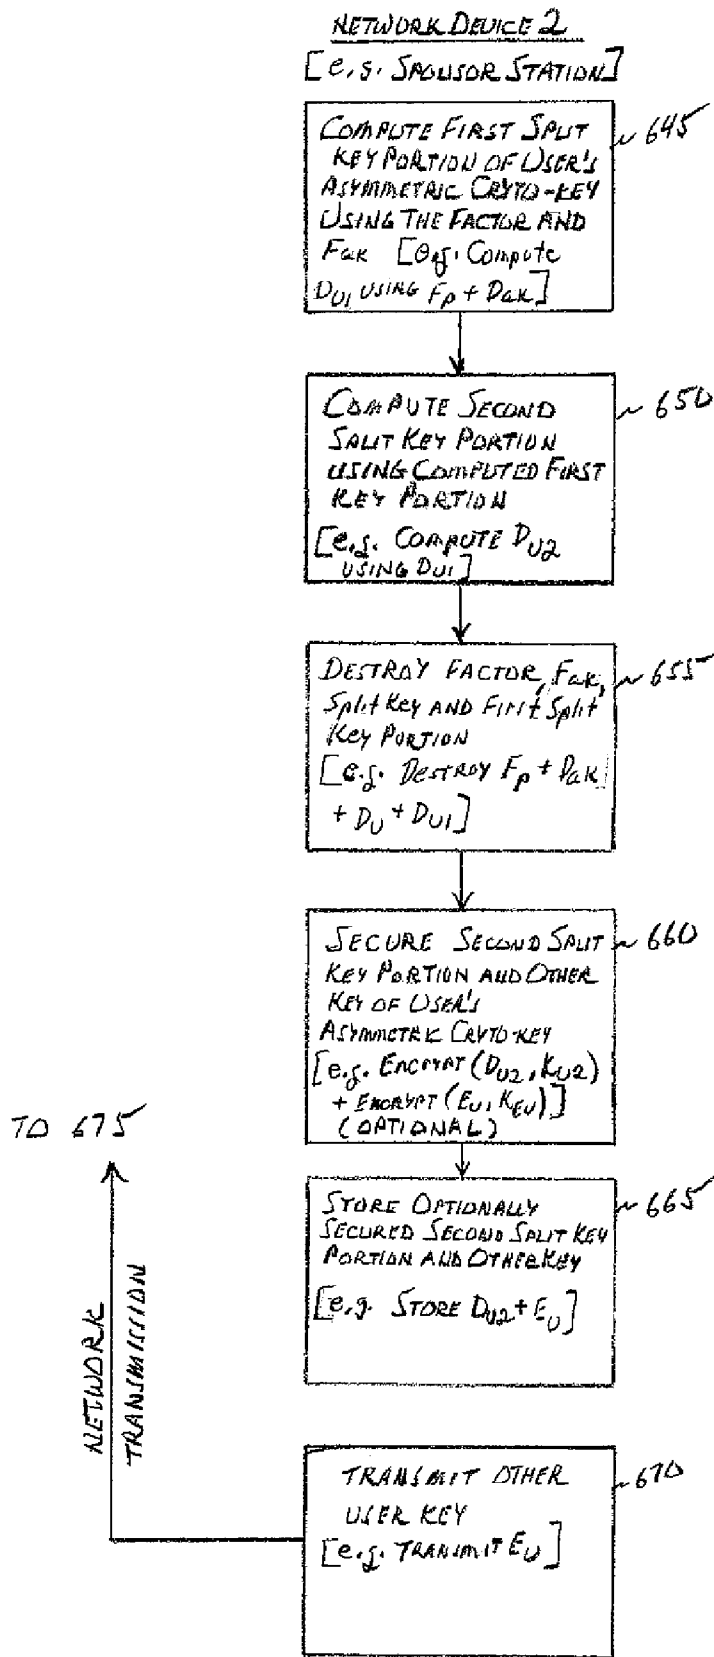 NETWORK DEVICE 2
[e.g. SPONSOR STATION]
COMPUTE FIRST SPLIT
KEY PORTION OF USER'S
ASYMMETRIC CRYTO-KEY
USING THE FACTOR AND
Fak [e.g. Compute
DU1 USING FP + Dak]
645
COMPUTE SECOND
SPLIT KEY PORTION
USING COMPUTED FIRST
KEY PORTION
[e.g. COMPUTE DU2
USING DU1]
650
DESTROY FACTOR, Fak,
Split Key AND FIRST Split
Key PORTION
[e.g. DESTROY FP + Dak
+ DU + DU1]
655
SECURE SECOND SPLIT
KEY PORTION AND OTHER
KEY OF USER'S
ASYMMETRIC CRYTO-KEY
[e.g. ENCRYPT (DU2, KU2)
+ ENCRYPT (EU, KEU)]
(OPTIONAL)
660
TO 675
STORE OPTIONALLY
SECURED SECOND SPLIT KEY
PORTION AND OTHER KEY
[e.g. STORE DU2 + EU]
665
NETWORK
TRANSMISSION
TRANSMIT OTHER
USER KEY
[e.g. TRANSMIT EU]
670